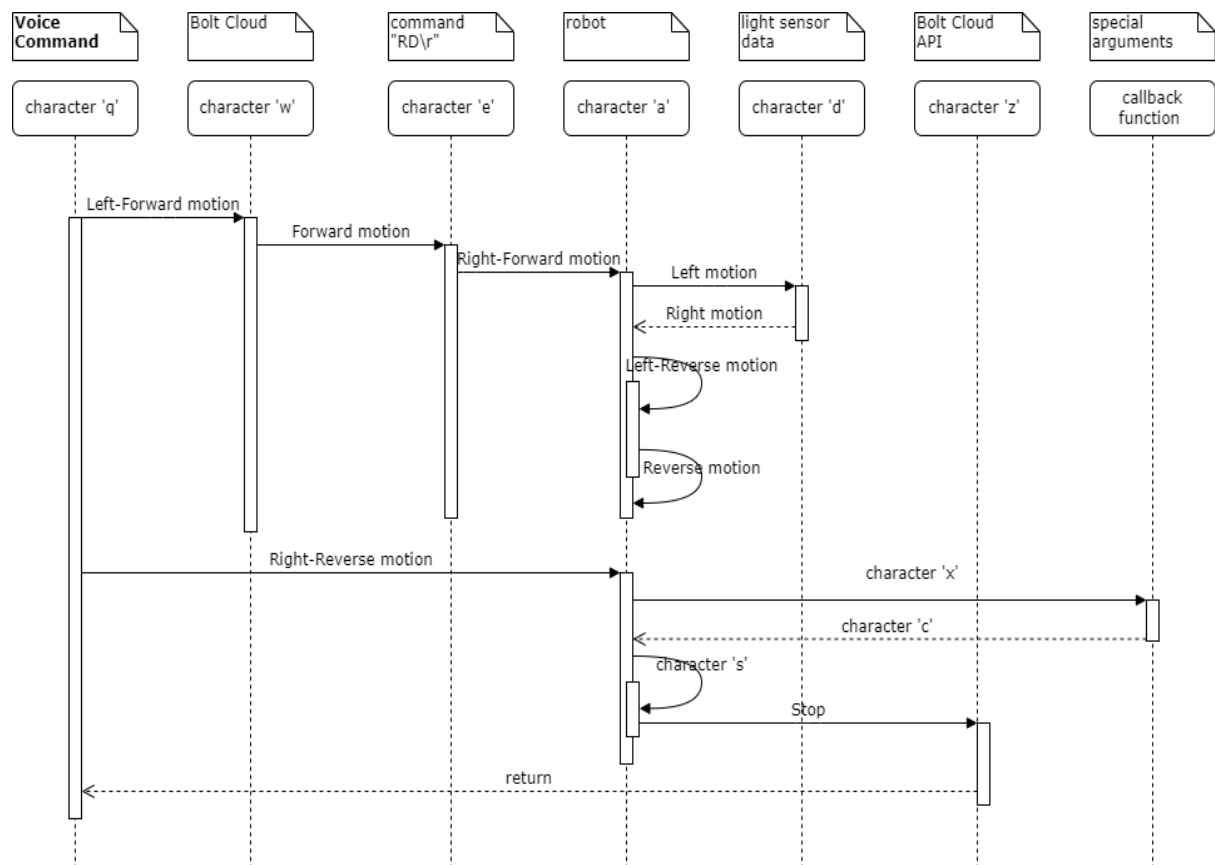 Voice
Command
Bolt Cloud
command
"RD\r"
robot
light sensor
data
Bolt Cloud
API
special
arguments
character 'q'
character 'w'
character 'e'
character 'a'
character 'd'
character 'z'
callback
function
Left-Forward motion
Forward motion
Right-Forward motion
Left motion
Right motion
Left-Reverse motion
Reverse motion
Right-Reverse motion
character 'x'
character 'c'
character 's'
Stop
return